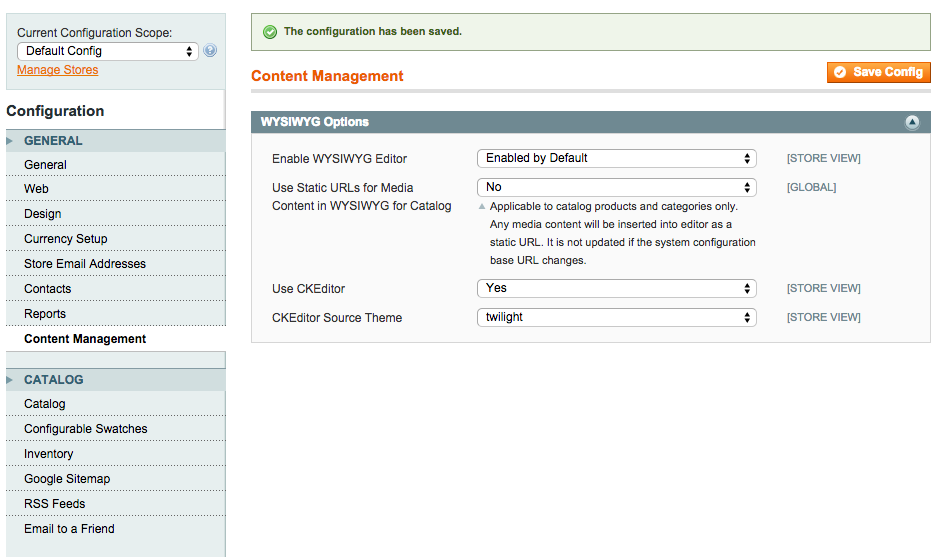 Current Configuration Scope:
Default Config
Manage Stores
Configuration
GENERAL
General
Web
Design
Currency Setup
Store Email Addresses
Contacts
Reports
Content Management
CATALOG
Catalog
Configurable Swatches
Inventory
Google Sitemap
RSS Feeds
Email to a Friend
The configuration has been saved.
Content Management
Save Config
WYSIWYG Options
Enable WYSIWYG Editor
Enabled by Default
[STORE VIEW]
Use Static URLs for Media
Content in WYSIWYG for Catalog
No
[GLOBAL]
Applicable to catalog products and categories only.
Any media content will be inserted into editor as a
static URL. It is not updated if the system configuration
base URL changes.
Use CKEditor
Yes
[STORE VIEW]
CKEditor Source Theme
twilight
[STORE VIEW]